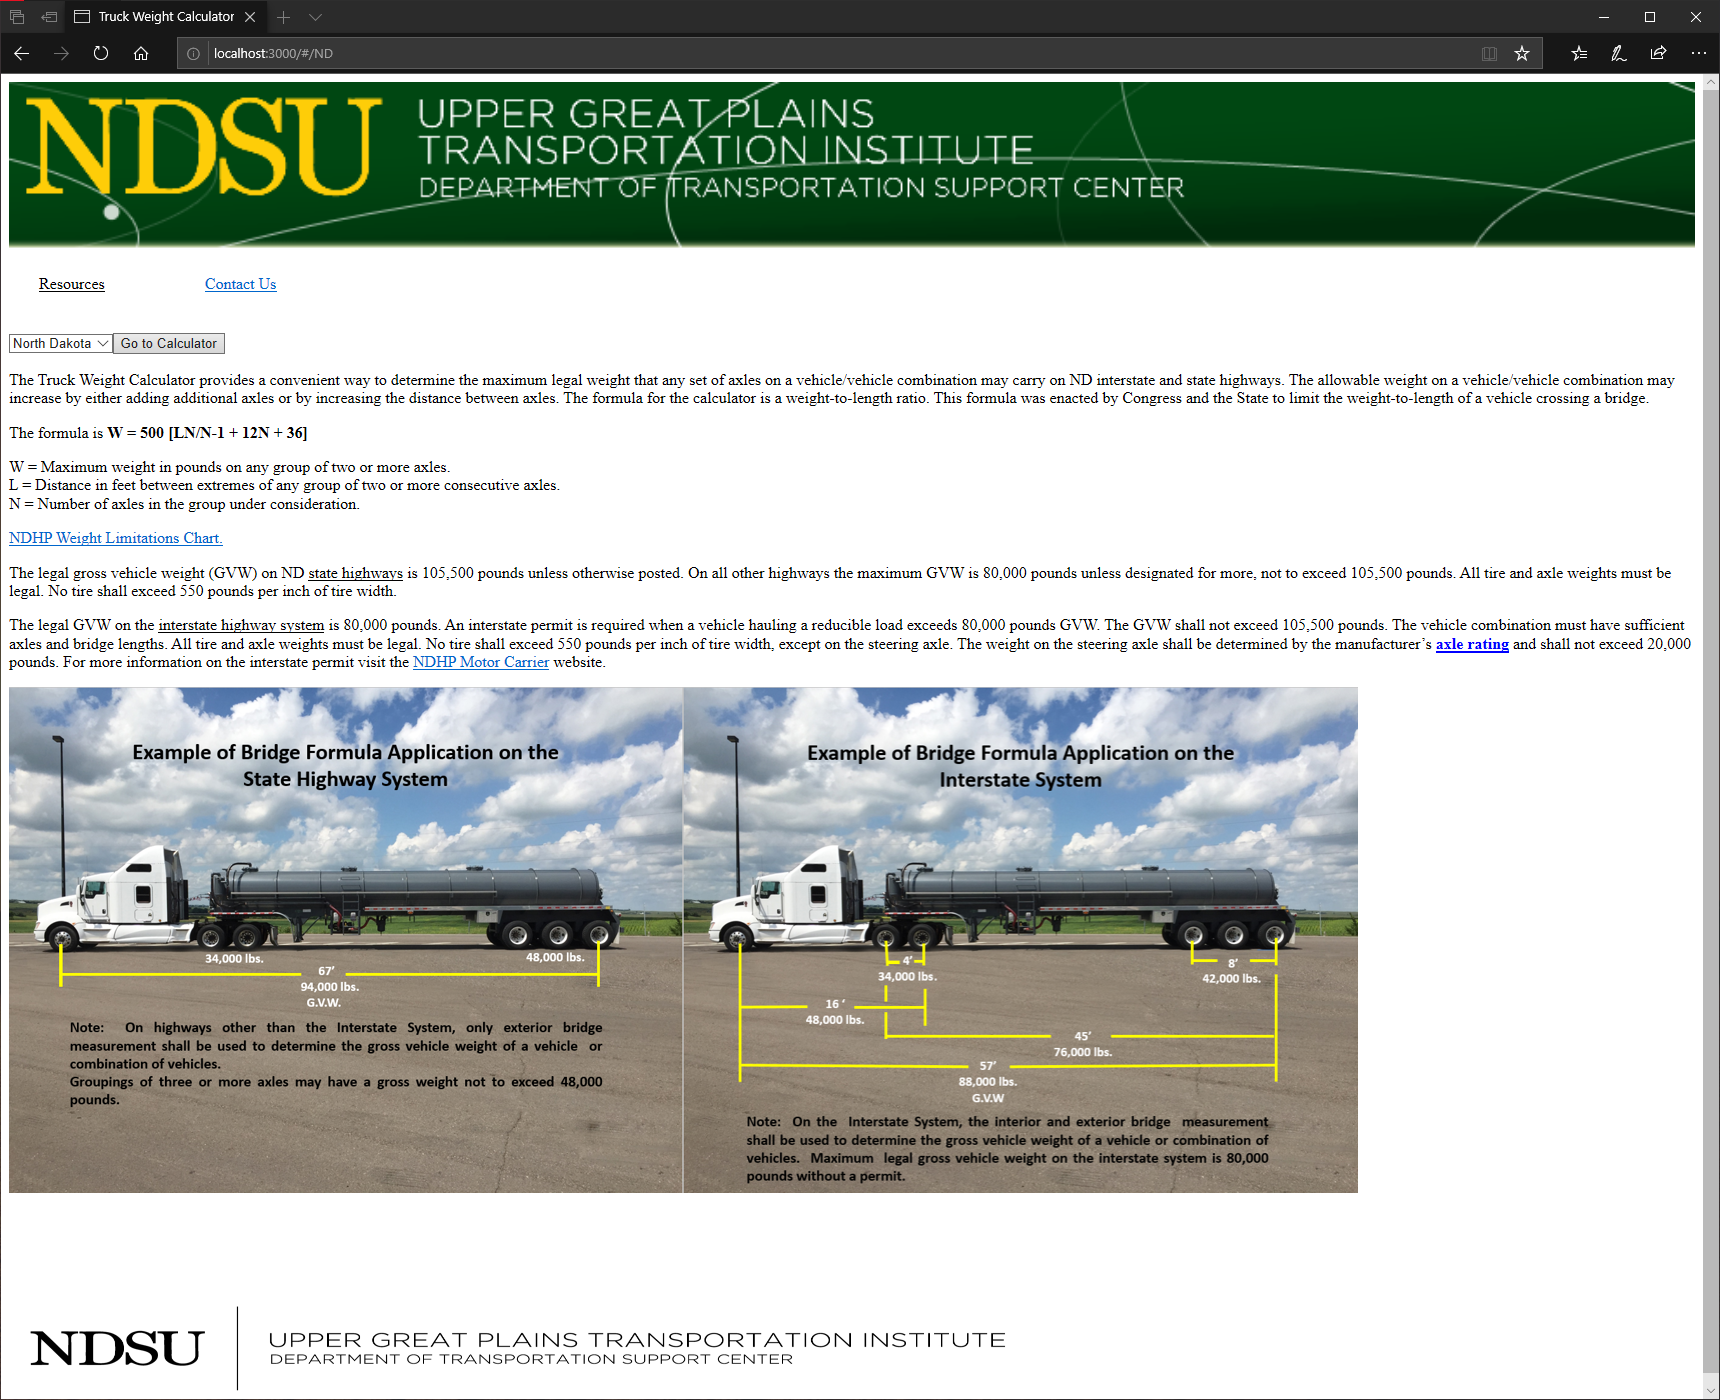 Truck Weight Calculator
localhost:3000/#/ND
NDSU
UPPER GREAT PLAINS
TRANSPORTATION INSTITUTE
DEPARTMENT OF TRANSPORTATION SUPPORT CENTER
Resources
Contact Us
North Dakota
Go to Calculator
The Truck Weight Calculator provides a convenient way to determine the maximum legal weight that any set of axles on a vehicle/vehicle combination may carry on ND interstate and state highways. The allowable weight on a vehicle/vehicle combination may
increase by either adding additional axles or by increasing the distance between axles. The formula for the calculator is a weight-to-length ratio. This formula was enacted by Congress and the State to limit the weight-to-length of a vehicle crossing a bridge.
The formula is W = 500 [LN/N-1 + 12N + 36]
W = Maximum weight in pounds on any group of two or more axles.
L = Distance in feet between extremes of any group of two or more consecutive axles.
N = Number of axles in the group under consideration.
NDHP Weight Limitations Chart.
The legal gross vehicle weight (GVW) on ND state highways is 105,500 pounds unless otherwise posted. On all other highways the maximum GVW is 80,000 pounds unless designated for more, not to exceed 105,500 pounds. All tire and axle weights must be
legal. No tire shall exceed 550 pounds per inch of tire width.
The legal GVW on the interstate highway system is 80,000 pounds. An interstate permit is required when a vehicle hauling a reducible load exceeds 80,000 pounds GVW. The GVW shall not exceed 105,500 pounds. The vehicle combination must have sufficient
axles and bridge lengths. All tire and axle weights must be legal. No tire shall exceed 550 pounds per inch of tire width, except on the steering axle. The weight on the steering axle shall be determined by the manufacturer's axle rating and shall not exceed 20,000
pounds. For more information on the interstate permit visit the NDHP Motor Carrier website.
Example of Bridge Formula Application on the
State Highway System
34,000 lbs.
48,000 lbs.
67'
94,000 lbs.
G.V.W.
Note: On highways other than the Interstate System, only exterior bridge
measurement shall be used to determine the gross vehicle weight of a vehicle or
combination of vehicles.
Groupings of three or more axles may have a gross weight not to exceed 48,000
pounds.
Example of Bridge Formula Application on the
Interstate System
4'
34,000 lbs.
8'
42,000 lbs.
16'
48,000 lbs.
45'
76,000 lbs.
57'
88,000 lbs.
G.V.W
Note: On the Interstate System, the interior and exterior bridge measurement
shall be used to determine the gross vehicle weight of a vehicle or combination of
vehicles. Maximum legal gross vehicle weight on the interstate system is 80,000
pounds without a permit.
NDSU
UPPER GREAT PLAINS TRANSPORTATION INSTITUTE
DEPARTMENT OF TRANSPORTATION SUPPORT CENTER